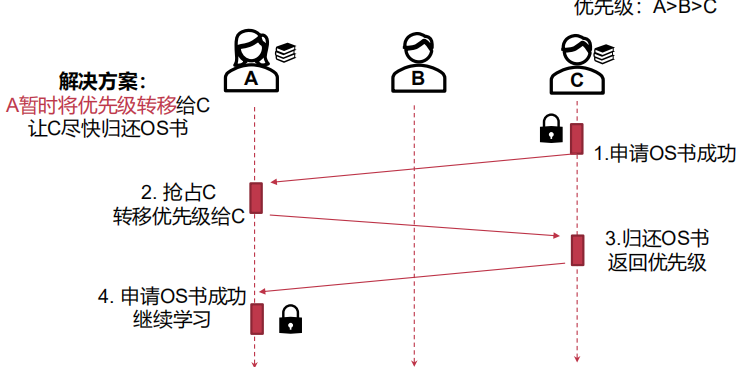 优先级：A>B>C
A
B
C
解决方案：
A暂时将优先级转移给C
让C尽快归还OS书
1.申请OS书成功
2. 抢占C
转移优先级给C
3.归还OS书
返回优先级
4. 申请OS书成功
继续学习